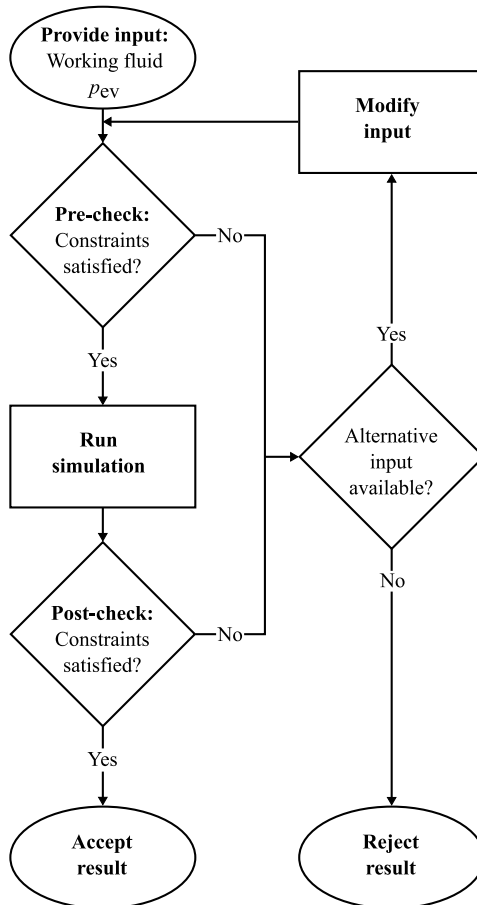 Provide input:
Working fluid
pev
Modify
input
Pre-check:
Constraints
satisfied?
No
Yes
Yes
Run
simulation
Alternative
input
available?
Post-check:
Constraints
satisfied?
No
No
Yes
Accept
result
Reject
result